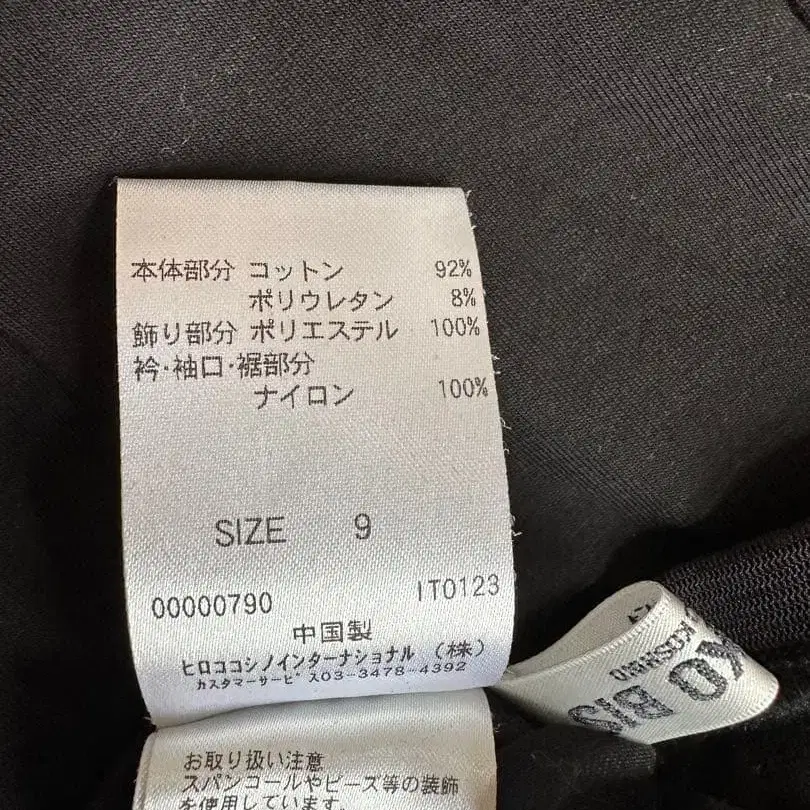 本体部分 コットン 92%
ポリウレタン 8%
飾り部分 ポリエステル 100%
衿・袖口・裾部分
ナイロン 100%
SIZE 9
00000790 IT0123
中国製
ヒロココシノインターナショナル (株)
カスタマーサービス03-3478-4392
お取り扱い注意
スパンコールやビーズ等の装飾
を使用しています。
KOSHINO
KO BIS